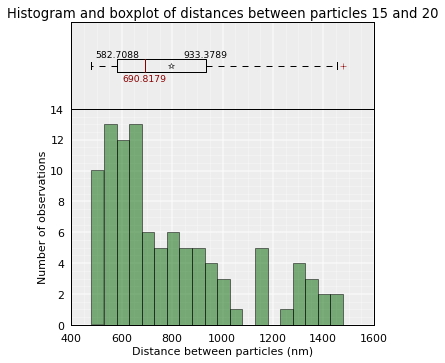 Histogram and boxplot of distances between particles 15 and 20
582.7088 933.3789
690.8179
14
12
10
8
6
4
2
0
Number of observations
400 600 800 1000 1200 1400 1600
Distance between particles (nm)